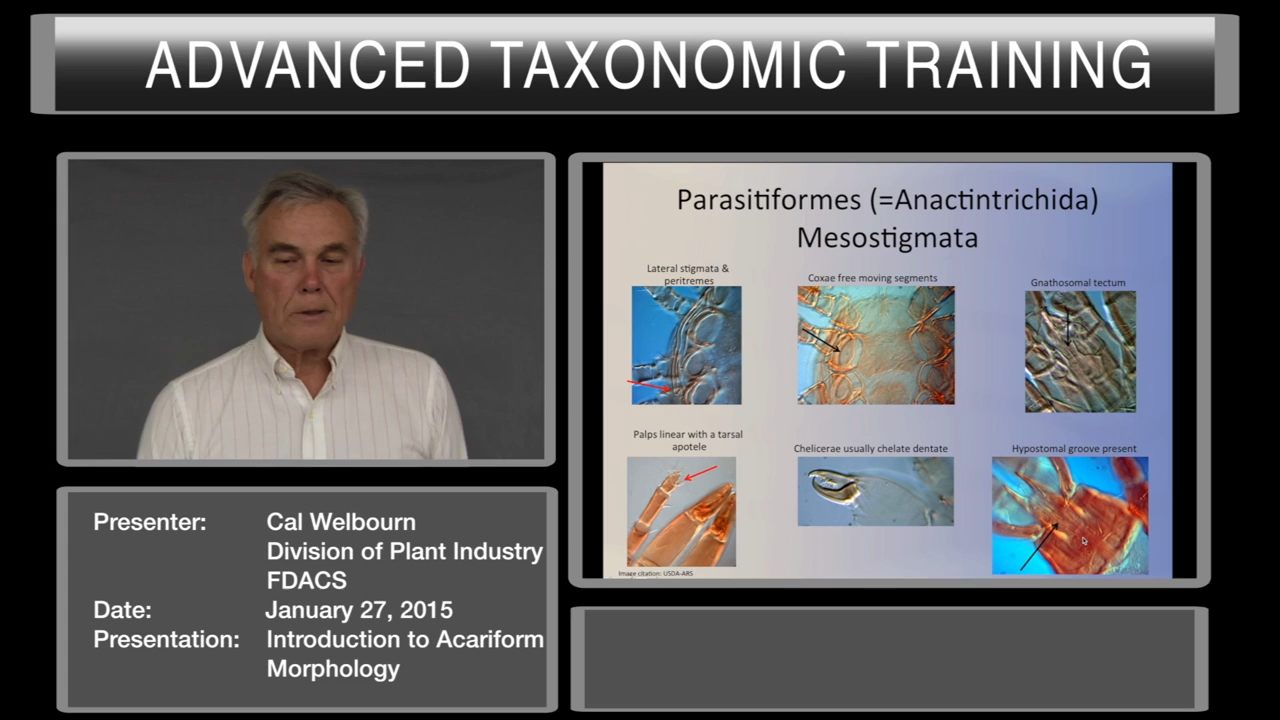 ADVANCED TAXONOMIC TRAINING
Parasitiformes (=Anactintrichida)
Mesostigmata
Lateral stigmata &
peritremes
Coxae free moving segments
Gnathosomal tectum
Palps linear with a tarsal
apotele
Chelicerae usually chelate dentate
Hypostomal groove present
Image citation: USDA-ARS
Presenter: Cal Welbourn
Division of Plant Industry
FDACS
Date: January 27, 2015
Presentation: Introduction to Acariform
Morphology